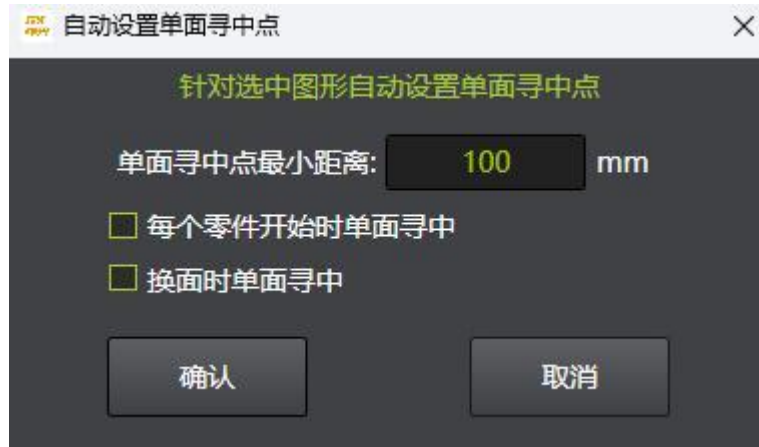 自动设置单面寻中点
针对选中图形自动设置单面寻中点
单面寻中点最小距离: 100 mm
每个零件开始时单面寻中
换面时单面寻中
确认 取消